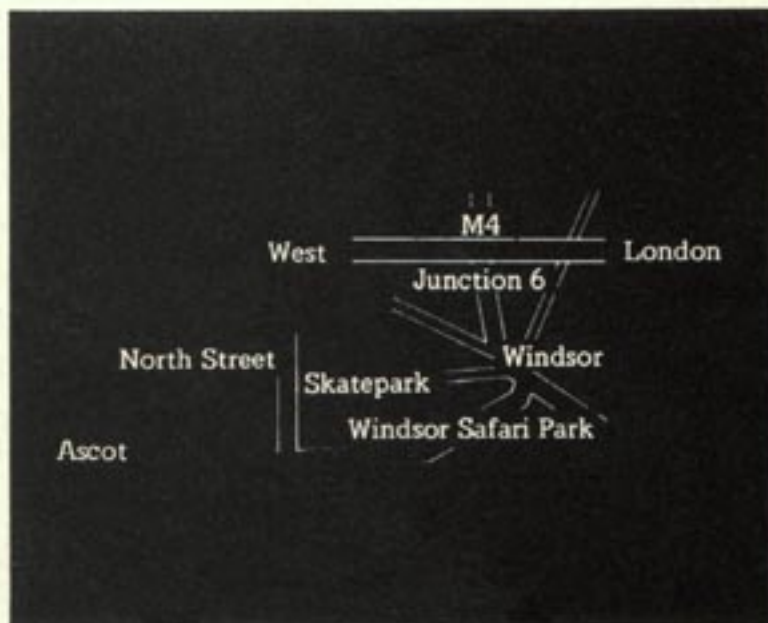 M4
West
London
Junction 6
Windsor
North Street
Skatepark
Windsor Safari Park
Ascot